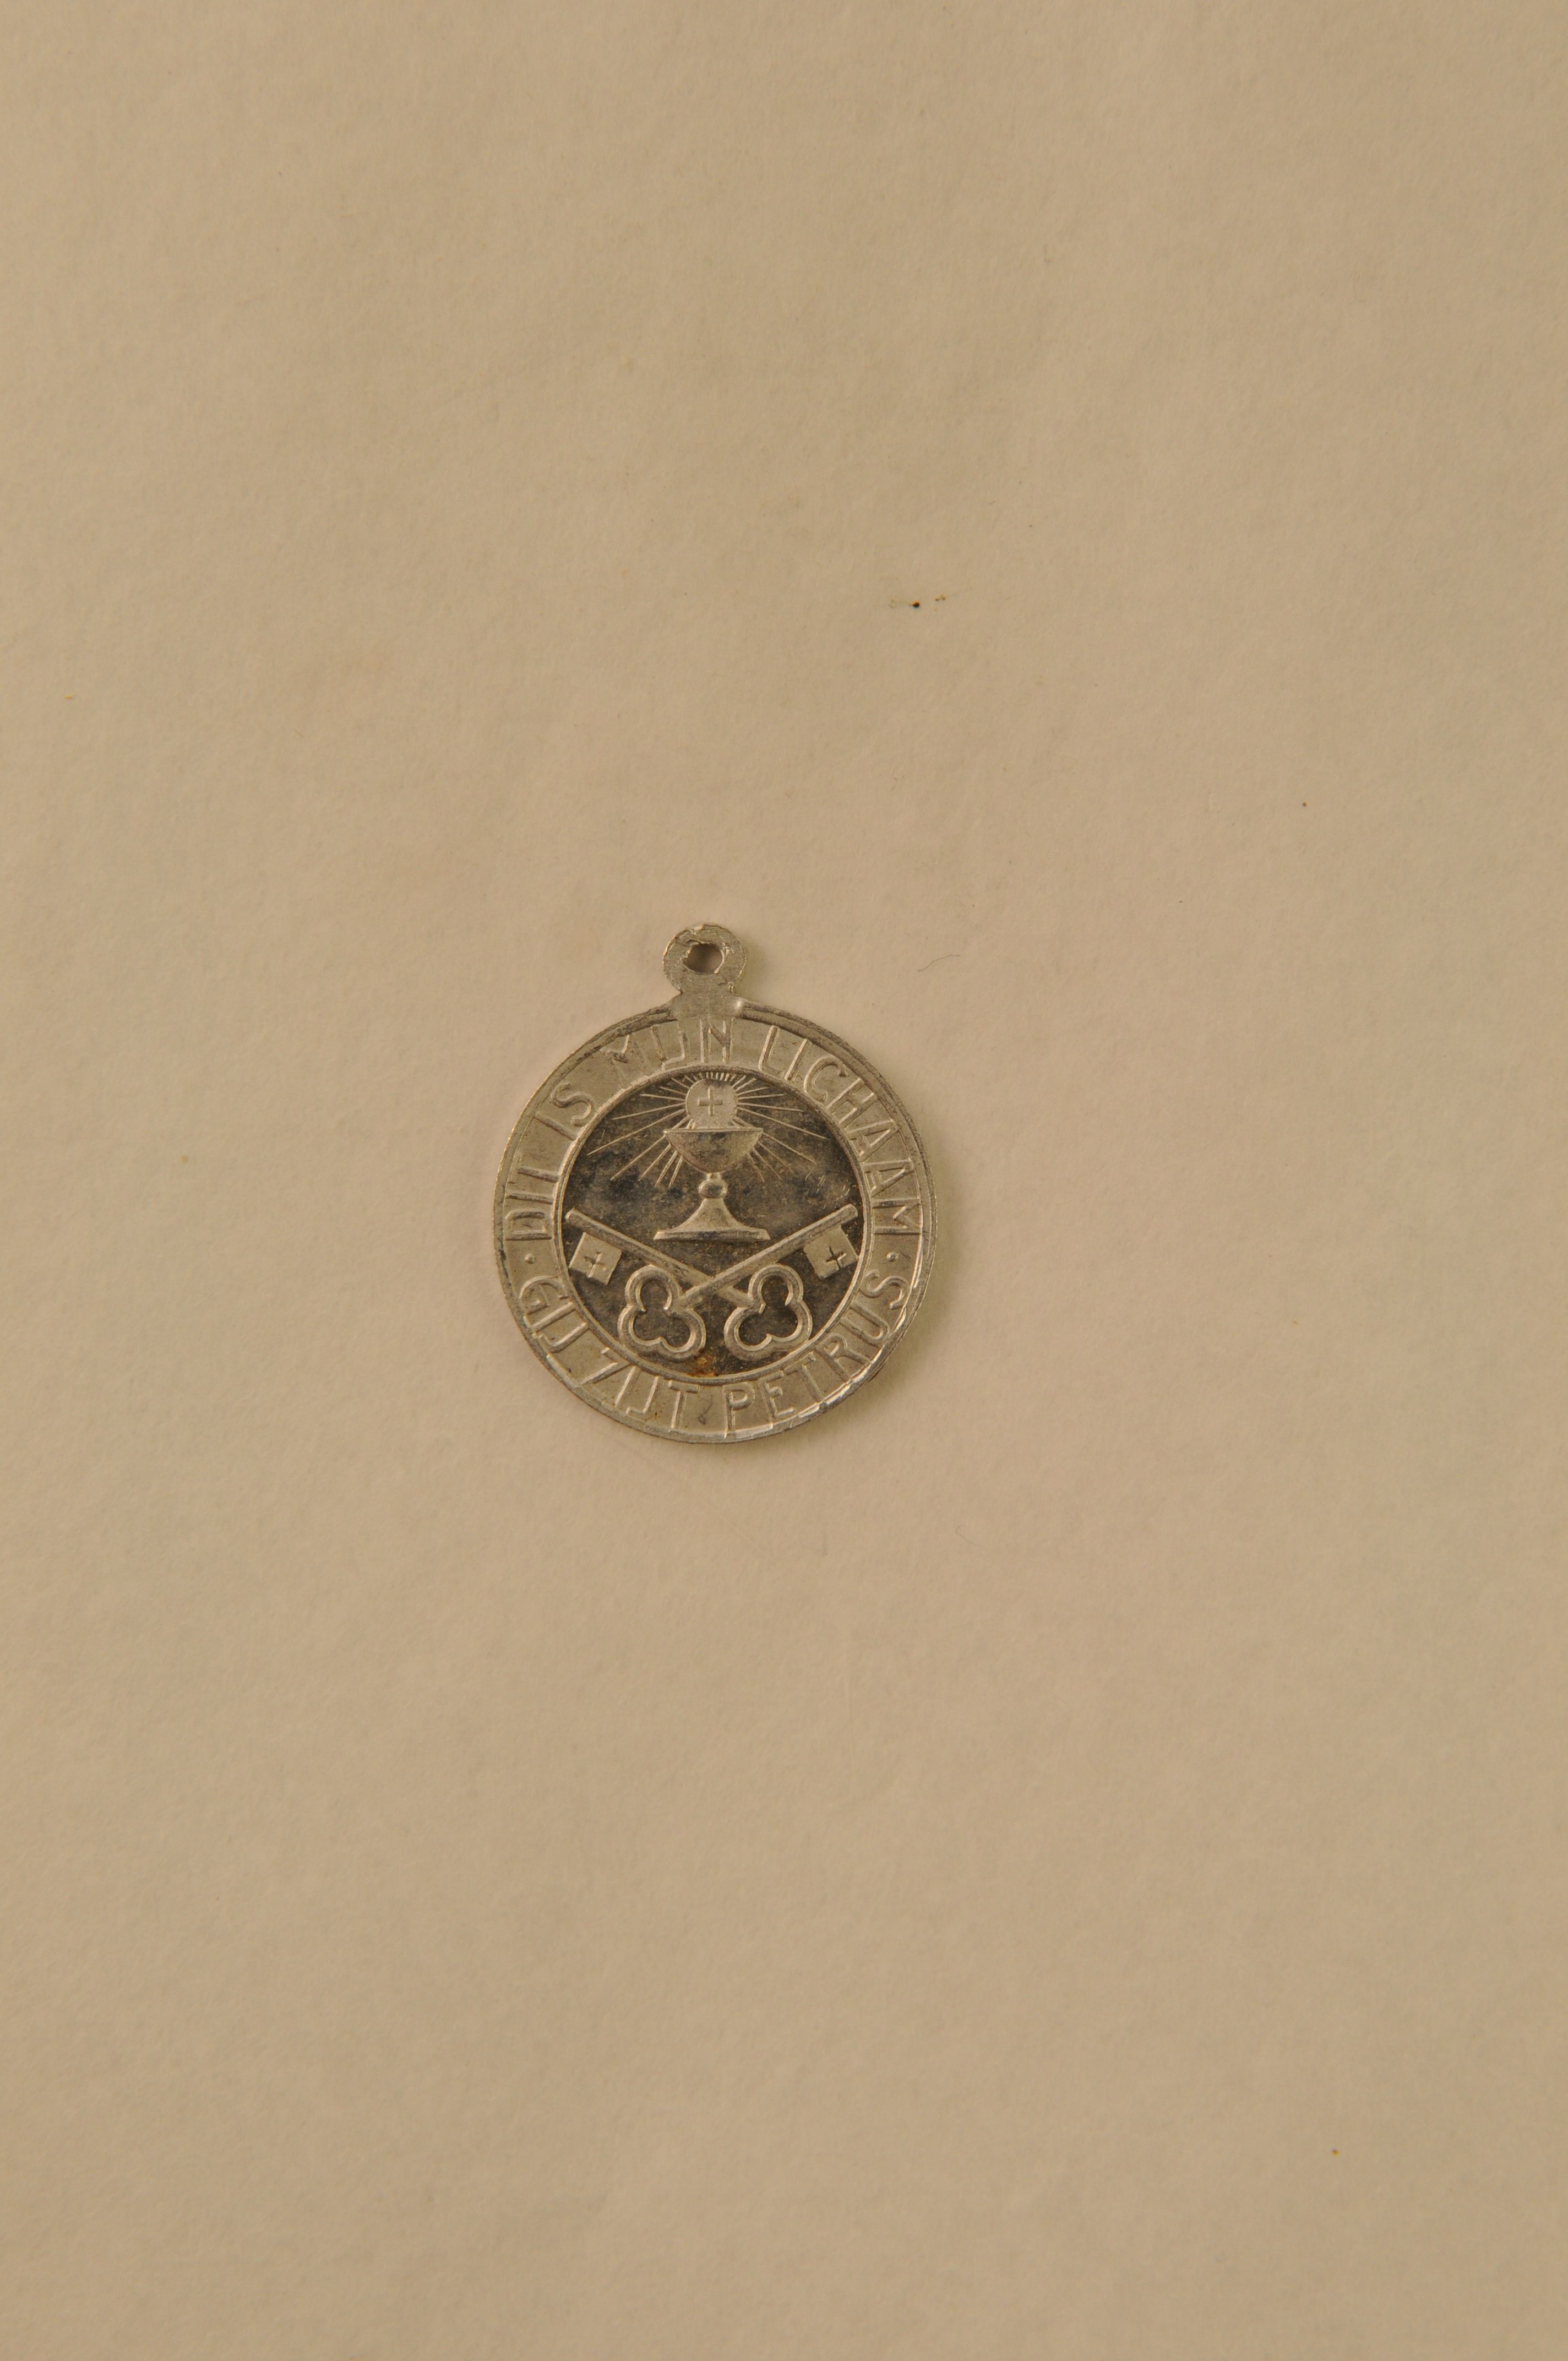 DIT IS MIJN LICHAAM
· GIJ ZIJT PETRUS ·